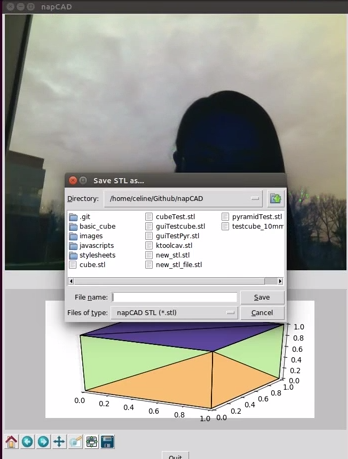 napCAD
Save STL as...
Directory: /home/celine/Github/napCAD
.git cubeTest.stl pyramidTest.stl
basic_cube guiTestcube.stl testcube_10mm
images guiTestPyr.stl
javascripts ktoolcav.stl
stylesheets new_stl.stl
cube.stl new_stl_file.stl
File name: Save
Files of type: napCAD STL (*.stl) Cancel
1.0
0.8
0.6
0.4
0.2
0.0
0.0 0.2 0.4 0.6 0.8 1.0 0.0 0.2 0.4 0.6 0.8 1.0
Quit